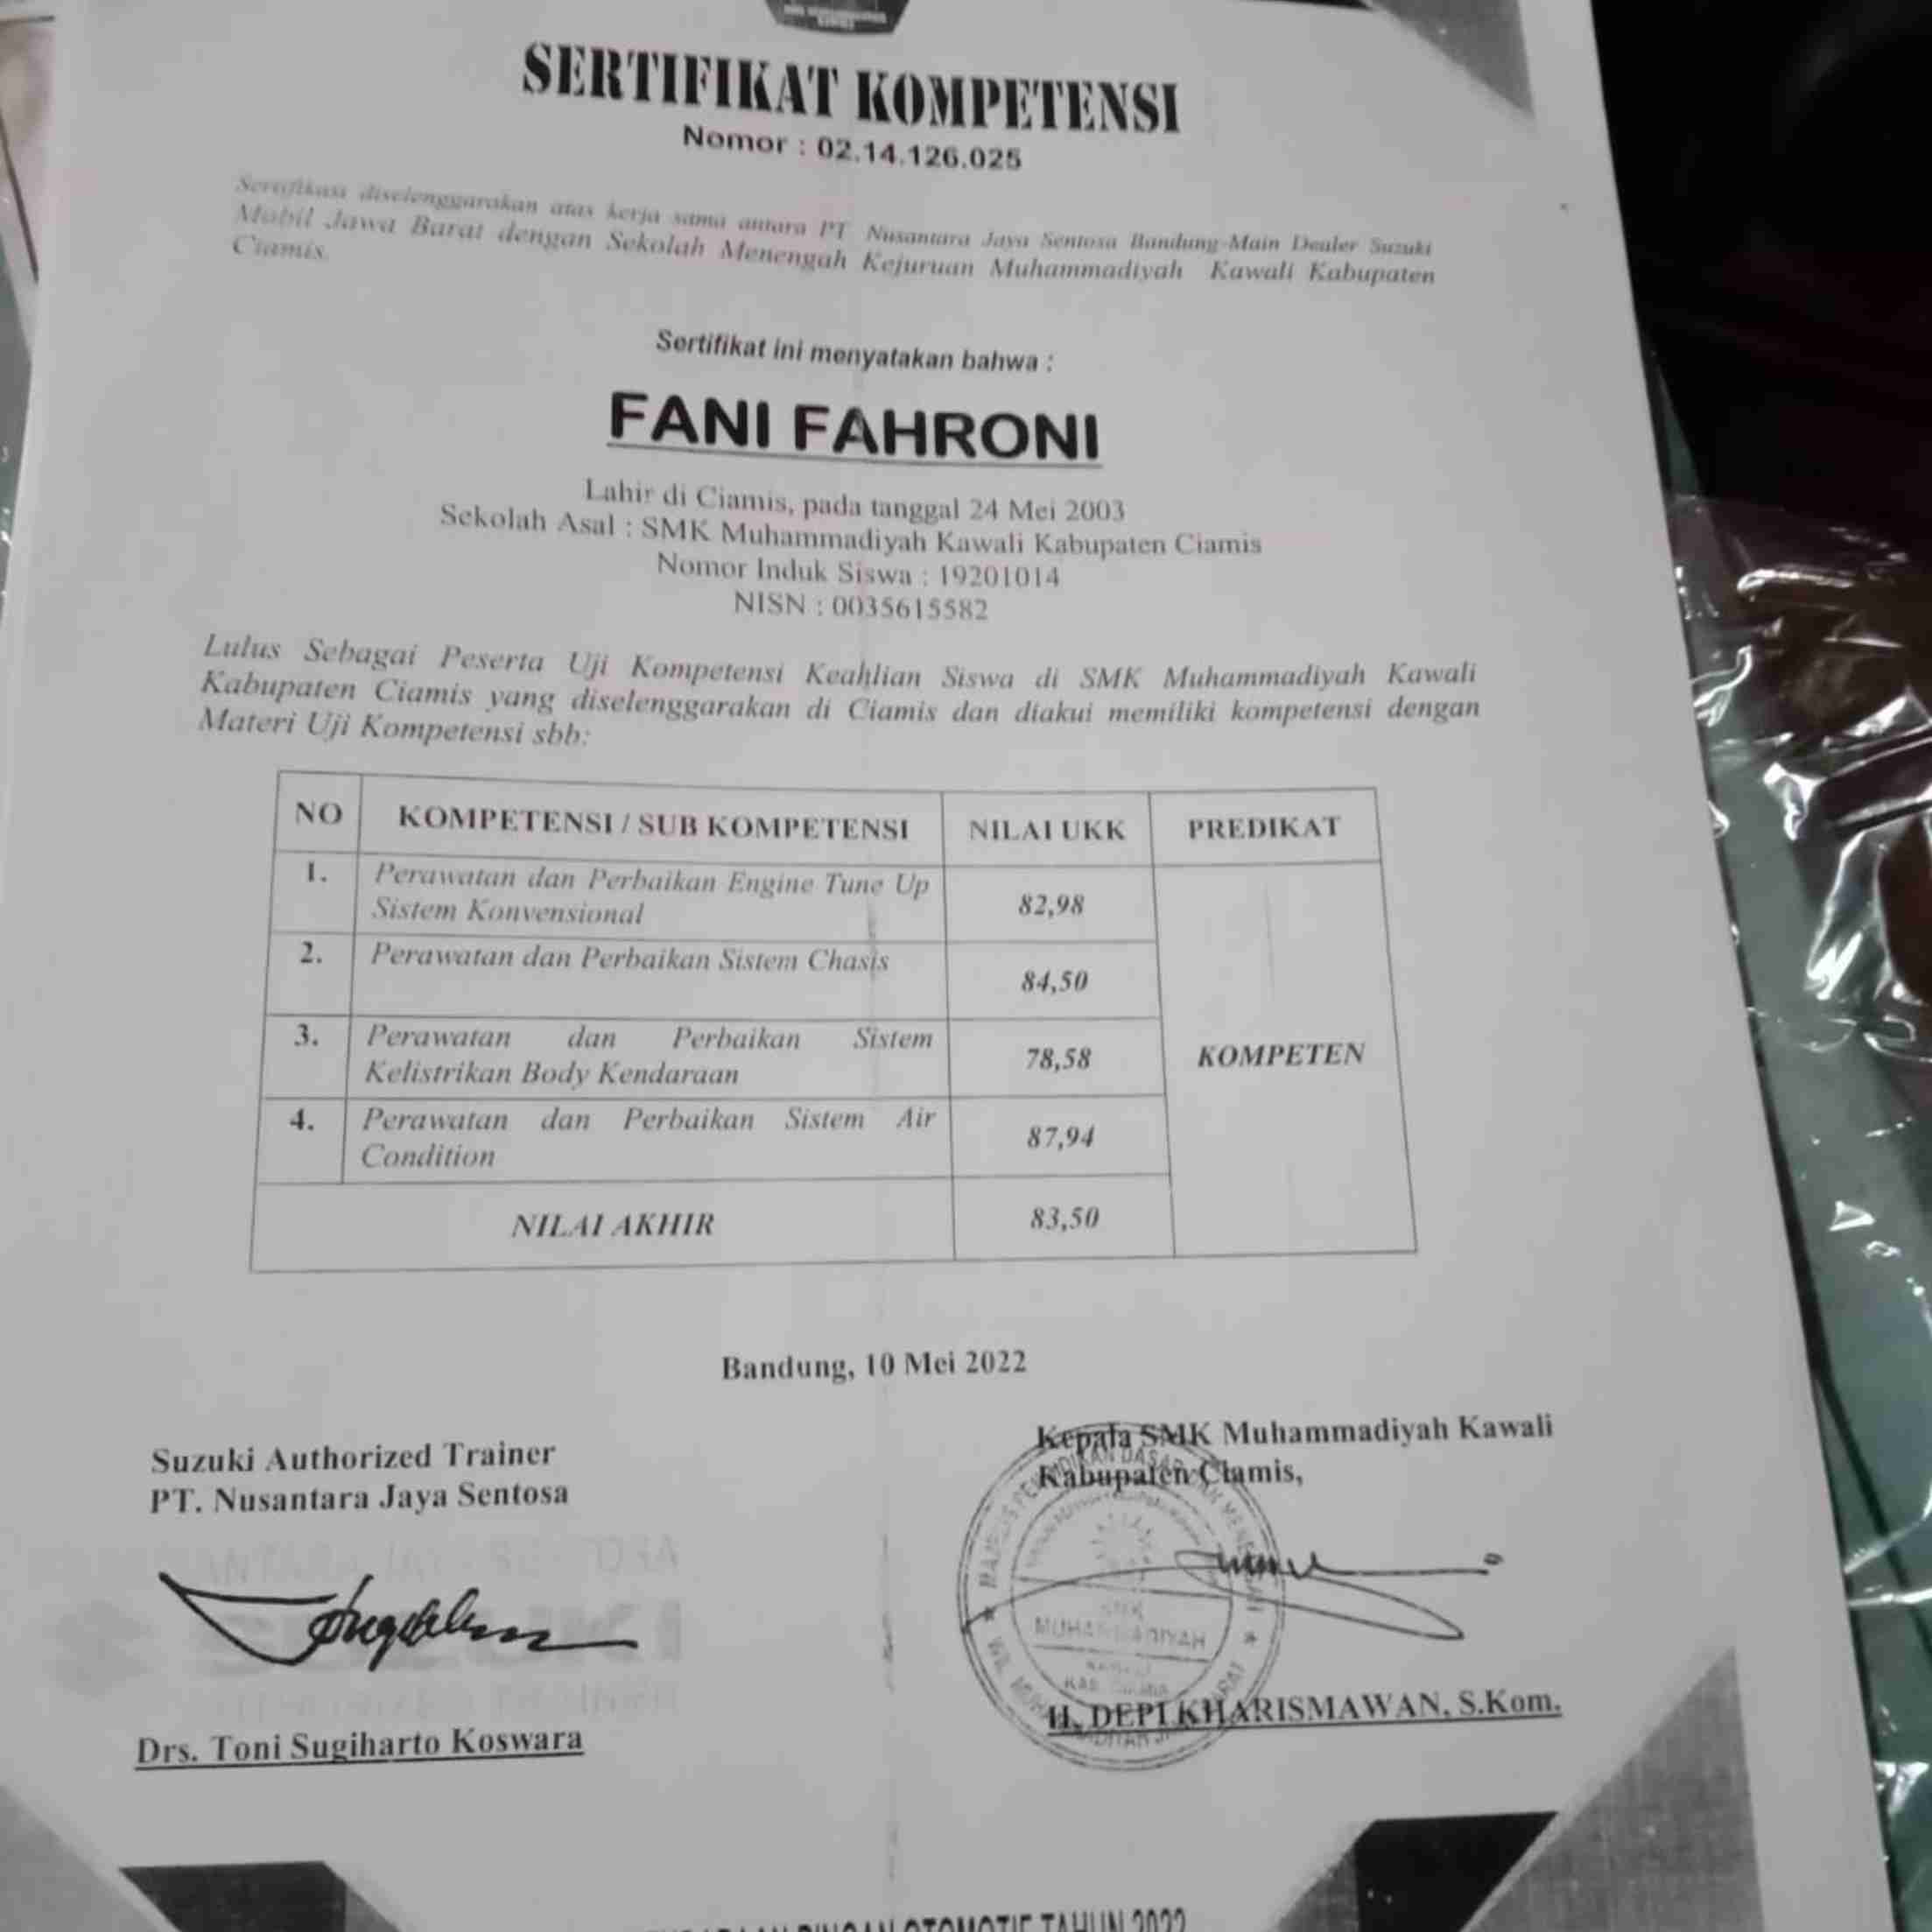 SERTIFIKAT KOMPETENSI
Nomor : 02.14.126.025
Sertifikasi diselenggarakan atas kerja sama antara PT Nusantara Jaya Sentosa Bandung-Main Dealer Suzuki
Mobil Jawa Barat dengan Sekolah Menengah Kejuruan Muhammadiyah Kawali Kabupaten
Ciamis.
Sertifikat ini menyatakan bahwa :
FANI FAHRONI
Lahir di Ciamis, pada tanggal 24 Mei 2003
Sekolah Asal : SMK Muhammadiyah Kawali Kabupaten Ciamis
Nomor Induk Siswa : 19201014
NISN : 0035615582
Lulus Sebagai Peserta Uji Kompetensi Keahlian Siswa di SMK Muhammadiyah Kawali
Kabupaten Ciamis yang diselenggarakan di Ciamis dan diakui memiliki kompetensi dengan
Materi Uji Kompetensi sbb:
NO KOMPETENSI / SUB KOMPETENSI NILAI UKK PREDIKAT
1. Perawatan dan Perbaikan Engine Tune Up
Sistem Konvensional 82,98
2. Perawatan dan Perbaikan Sistem Chasis 84,50
3. Perawatan dan Perbaikan Sistem
Kelistrikan Body Kendaraan 78,58
KOMPETEN
4. Perawatan dan Perbaikan Sistem Air
Condition 87,94
NILAI AKHIR 83,50
Bandung, 10 Mei 2022
Suzuki Authorized Trainer
PT. Nusantara Jaya Sentosa
Drs. Toni Sugiharto Koswara
Kepala SMK Muhammadiyah Kawali
Kabupaten Ciamis,
SMK
MUHAMMADIYAH
H. DEPI KHARISMAWAN, S.Kom.
OTOMOTIF TAHUN 2022